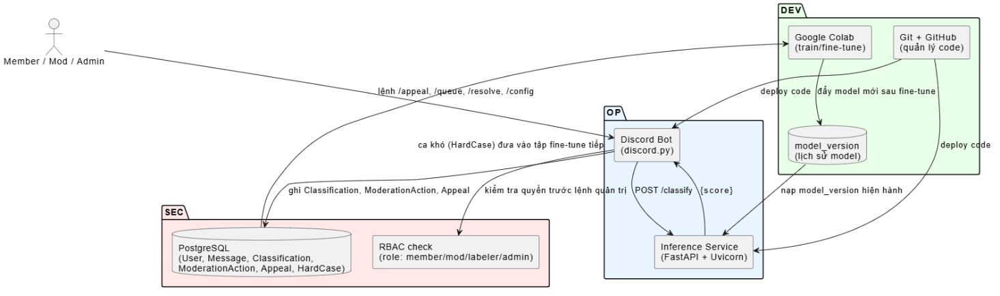 DEV
Google Colab
(train/fine-tune)
Git + GitHub
(quản lý code)
Member / Mod / Admin
lệnh /appeal, /queue, /resolve, /config
deploy code
đẩy model mới sau fine-tune
OP
Discord Bot
(discord.py)
model_version
(lịch sử model)
ca khó (HardCase) đưa vào tập fine-tune tiếp
deploy code
ghi Classification, ModerationAction, Appeal
kiểm tra quyền trước lệnh quản trị
POST /classify
{score}
nạp model_version hiện hành
SEC
PostgreSQL
(User, Message, Classification,
ModerationAction, Appeal, HardCase)
RBAC check
(role: member/mod/labeler/admin)
Inference Service
(FastAPI + Uvicorn)